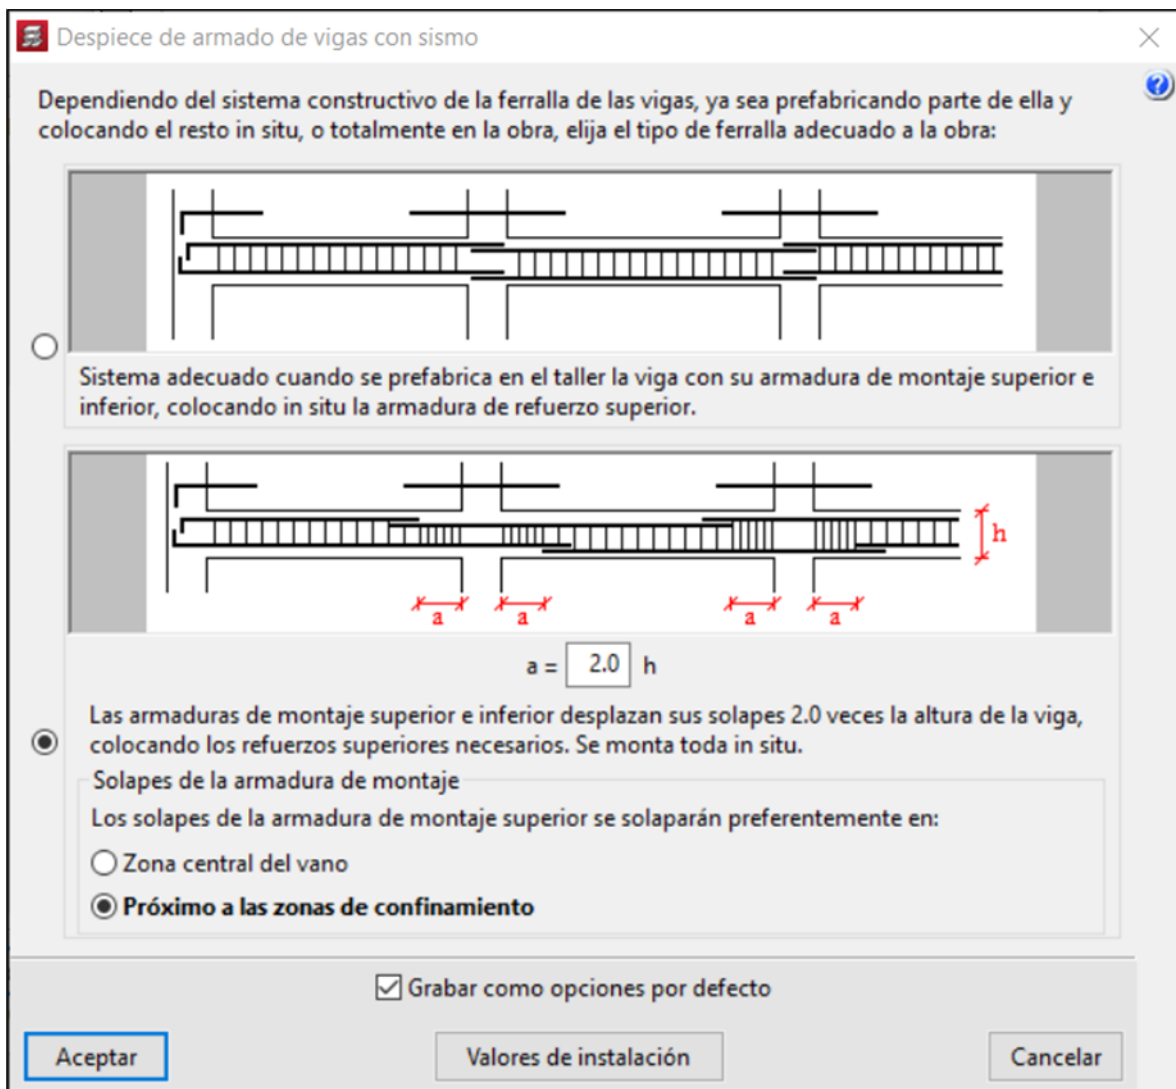 Despiece de armado de vigas con sismo
Dependiendo del sistema constructivo de la ferralla de las vigas, ya sea prefabricando parte de ella y
colocando el resto in situ, o totalmente en la obra, elija el tipo de ferralla adecuado a la obra:
Sistema adecuado cuando se prefabrica en el taller la viga con su armadura de montaje superior e
inferior, colocando in situ la armadura de refuerzo superior.
h
a a a a
a = 2.0 h
Las armaduras de montaje superior e inferior desplazan sus solapes 2.0 veces la altura de la viga,
colocando los refuerzos superiores necesarios. Se monta toda in situ.
Solapes de la armadura de montaje
Los solapes de la armadura de montaje superior se solaparán preferentemente en:
Zona central del vano
Próximo a las zonas de confinamiento
Grabar como opciones por defecto
Aceptar Valores de instalación Cancelar